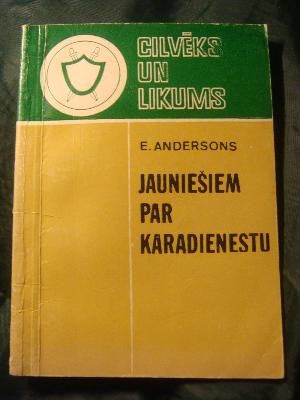 CILVĒKS
UN
LIKUMS
E. ANDERSONS
JAUNIEŠIEM
PAR
KARADIENESTU